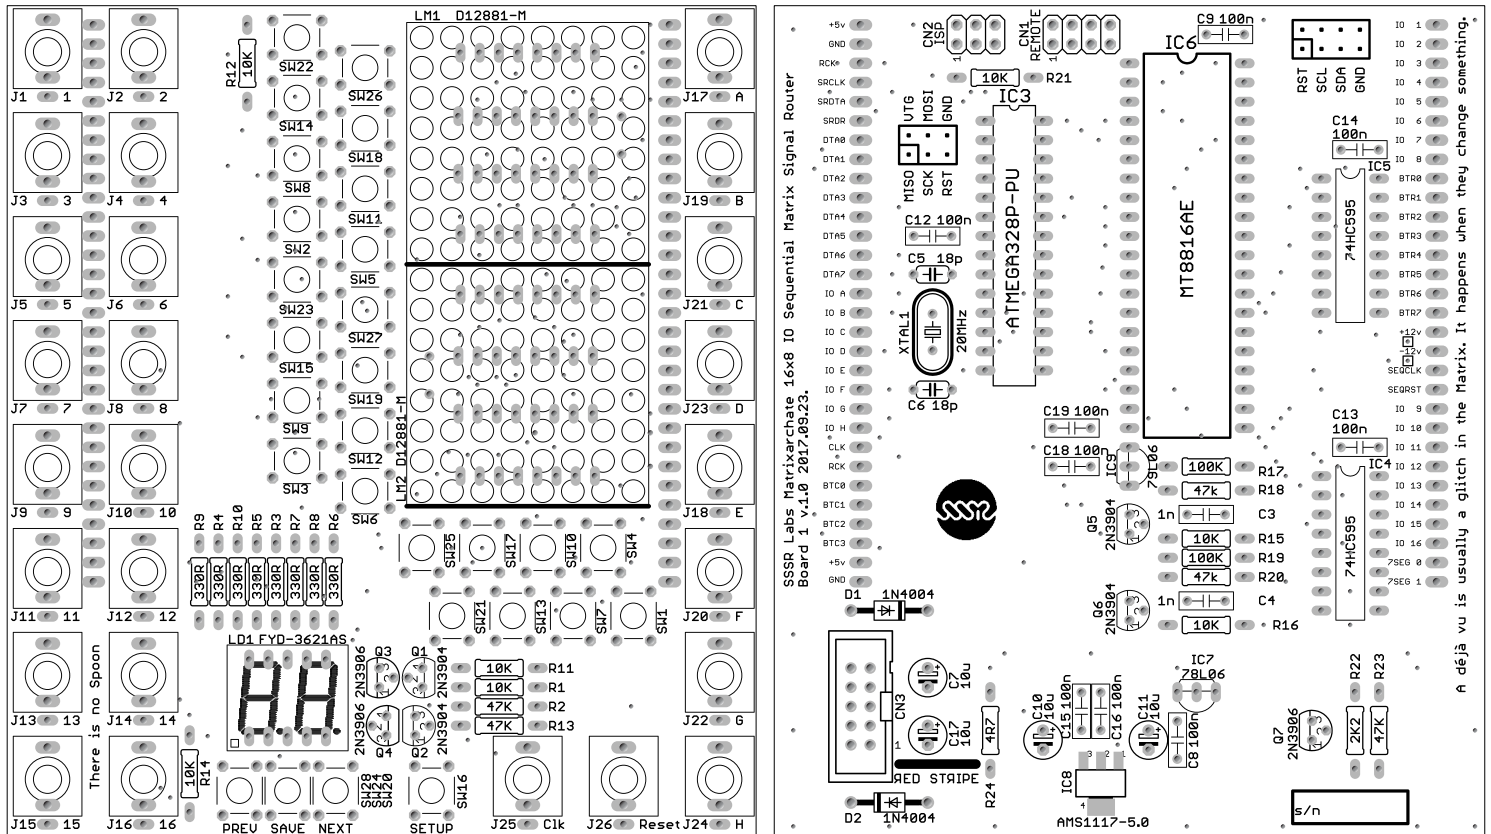 LM1 D12881-M
J1 1
J2 2
J17 A
R12
10K
SW22
SW26
SW14
SW18
J3 3
J4 4
J19 B
SW8
SW11
SW2
SW5
J5 5
J6 6
J21 C
SW23
SW27
SW15
SW19
J7 7
J8 8
J23 D
SW9
SW12
SW3
SW6
LM2 D12881-M
J9 9
J10 10
J18 E
R9
R4
R10
R5
R3
R7
R8
R6
330R
330R
330R
330R
330R
330R
330R
330R
SW25
SW17
SW10
SW4
J11 11
J12 12
J20 F
SW21
SW13
SW7
SW1
LD1 FYD-3621AS
There is no Spoon
Q3
2N3906
Q1
2N3904
2N3906
Q4
2N3904
Q2
10K R11
10K R1
47K R2
47K R13
J13 13
J14 14
J22 G
10K
R14
SW28
SW24
SW20
SW16
PREV SAVE NEXT
SETUP
J15 15
J16 16
J25 Clk
J26 Reset
J24 H
SSSR Labs Matrixarchate 16x8 IO Sequential Matrix Signal Router
Board 1 v.1.0 2017.09.23.
+5v
GND
RCK
SRCLK
SRDTA
SRDR
DTA0
DTA1
DTA2
DTA3
DTA4
DTA5
DTA6
DTA7
IO A
IO B
IO C
IO D
IO E
IO F
IO G
IO H
CLK
RCK
BTC0
BTC1
BTC2
BTC3
+5v
GND
CN2
ISP
1
CN1
REMOTE
1
C9 100n
10K R21
IC3
IC6
VTG
MOSI
GND
MISO
SCK
RST
ATMEGA328P-PU
MT8816AE
RST
SCL
SDA
GND
C14
100n
IC5
74HC595
C12 100n
C5 18p
XTAL1
20MHz
C6 18p
C19 100n
C18 100n
IC9
79L06
C13
100n
IC4
74HC595
100K R17
47k R18
1n C3
Q5
2N3904
10K R15
100K R19
47k R20
Q6
2N3904
1n C4
10K R16
D1 1N4004
CN3
1
C7
10u
C17
10u
RED STRIPE
D2 1N4004
4R7
R24
C10
10u
C15 100n
C16 100n
C11
10u
C8 100n
IC7
78L06
IC8
3 2 1
4
AMS1117-5.0
Q7
2N3906
R22
R23
2K2
47K
s/n
IO 1
IO 2
IO 3
IO 4
IO 5
IO 6
IO 7
IO 8
BTR0
BTR1
BTR2
BTR3
BTR4
BTR5
BTR6
BTR7
+12v
-12v
SEQCLK
SEQRST
IO 9
IO 10
IO 11
IO 12
IO 13
IO 14
IO 15
IO 16
7SEG 0
7SEG 1
A déjà vu is usually a glitch in the Matrix. It happens when they change something.